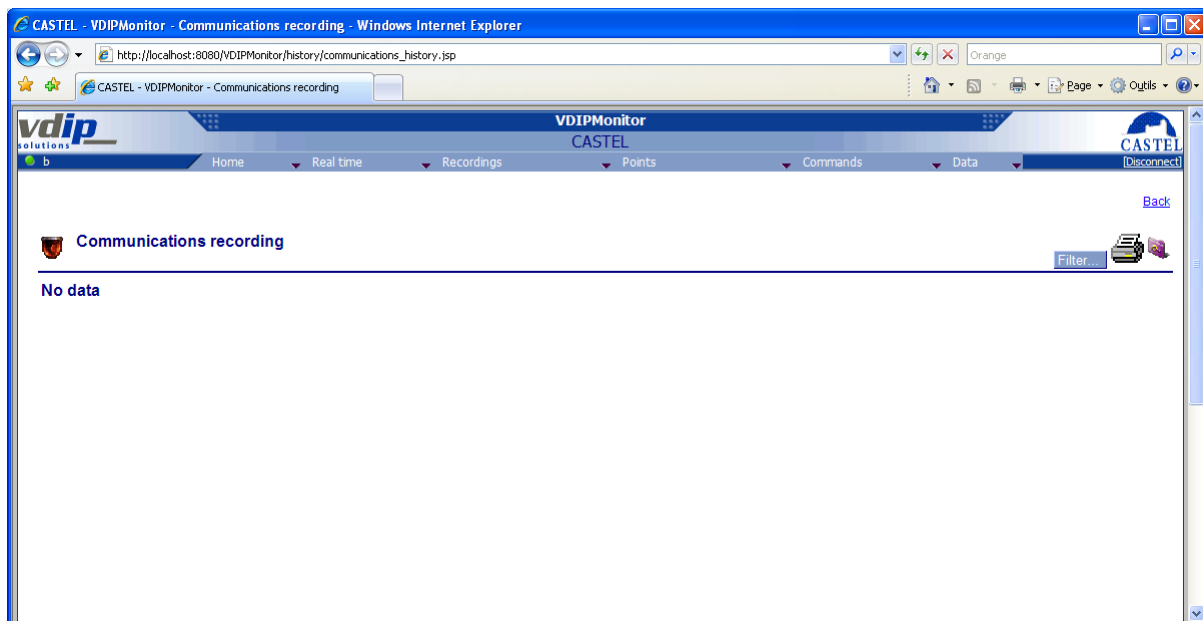 CASTEL - VDIPMonitor - Communications recording - Windows Internet Explorer
http://localhost:8080/VDIPMonitor/history/communications_history.jsp
Orange
CASTEL - VDIPMonitor - Communications recording
Page
Outils
vdip
solutions
VDIPMonitor
CASTEL
CASTEL
b
Home
Real time
Recordings
Points
Commands
Data
[Disconnect]
Back
Communications recording
Filter...
No data